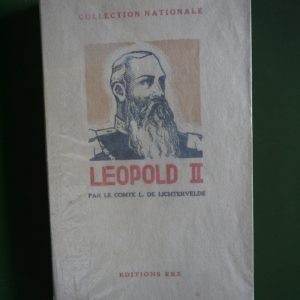 COLLECTION NATIONALE
LEOPOLD II
PAR LE COMTE L. DE LICHTERVELDE
EDITIONS REX